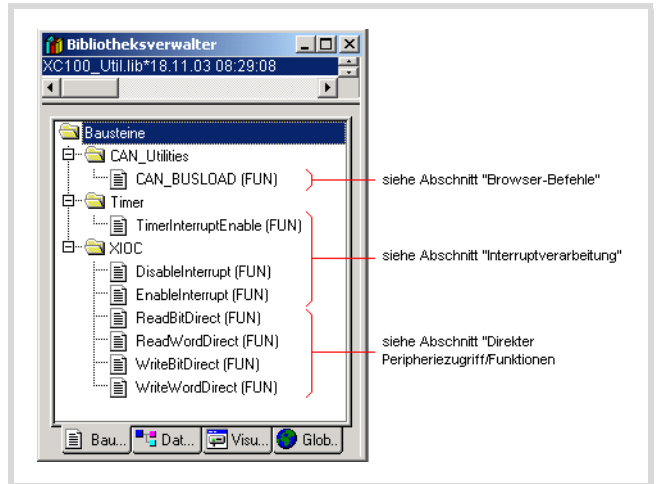 Bibliotheksverwalter
XC100_Util.lib*18.11.03 08:29:08
Bausteine
CAN_Utilities
CAN_BUSLOAD (FUN)
siehe Abschnitt "Browser-Befehle"
Timer
TimerInterruptEnable (FUN)
XIOC
siehe Abschnitt "Interruptverarbeitung"
DisableInterrupt (FUN)
EnableInterrupt (FUN)
ReadBitDirect (FUN)
ReadWordDirect (FUN)
siehe Abschnitt "Direkter
Peripheriezugriff/Funktionen
WriteBitDirect (FUN)
WriteWordDirect (FUN)
Bau... Dat... Visu... Glob..